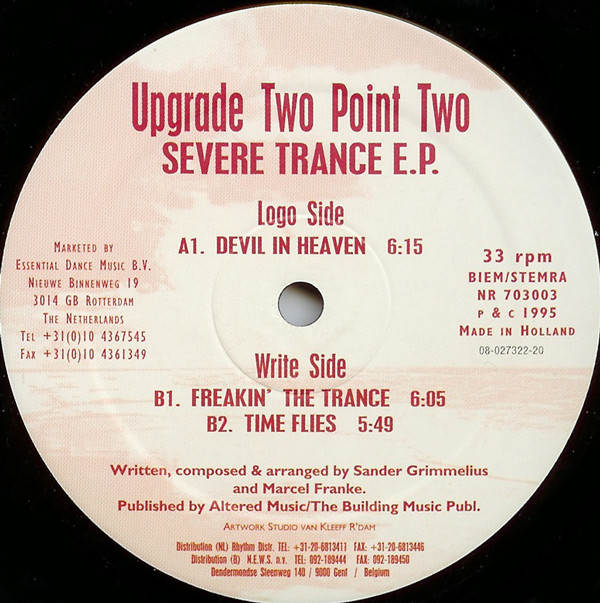 Upgrade Two Point Two
SEVERE TRANCE E.P.
Logo Side
A1. DEVIL IN HEAVEN 6:15
MARKETED BY
ESSENTIAL DANCE MUSIC B.V.
NIEUWE BINNENWEG 19
3014 GB ROTTERDAM
THE NETHERLANDS
TEL +31(0)10 4367545
FAX +31(0)10 4361349
33 rpm
BIEM/STEMRA
NR 703003
P & C 1995
MADE IN HOLLAND
08-027322-20
Write Side
B1. FREAKIN' THE TRANCE 6:05
B2. TIME FLIES 5:49
Written, composed & arranged by Sander Grimmelius
and Marcel Franke.
Published by Altered Music/The Building Music Publ.
ARTWORK STUDIO VAN KLEEFF R'DAM
Distribution (NL) Rhythm Distr. TEL: +31-20-6813411 FAX: +31-20-6813446
Distribution (B) N.E.W.S. n.v. TEL: 092-189444 FAX: 092-189450
Dendermondse Steenweg 140 / 9000 Gent / Belgium